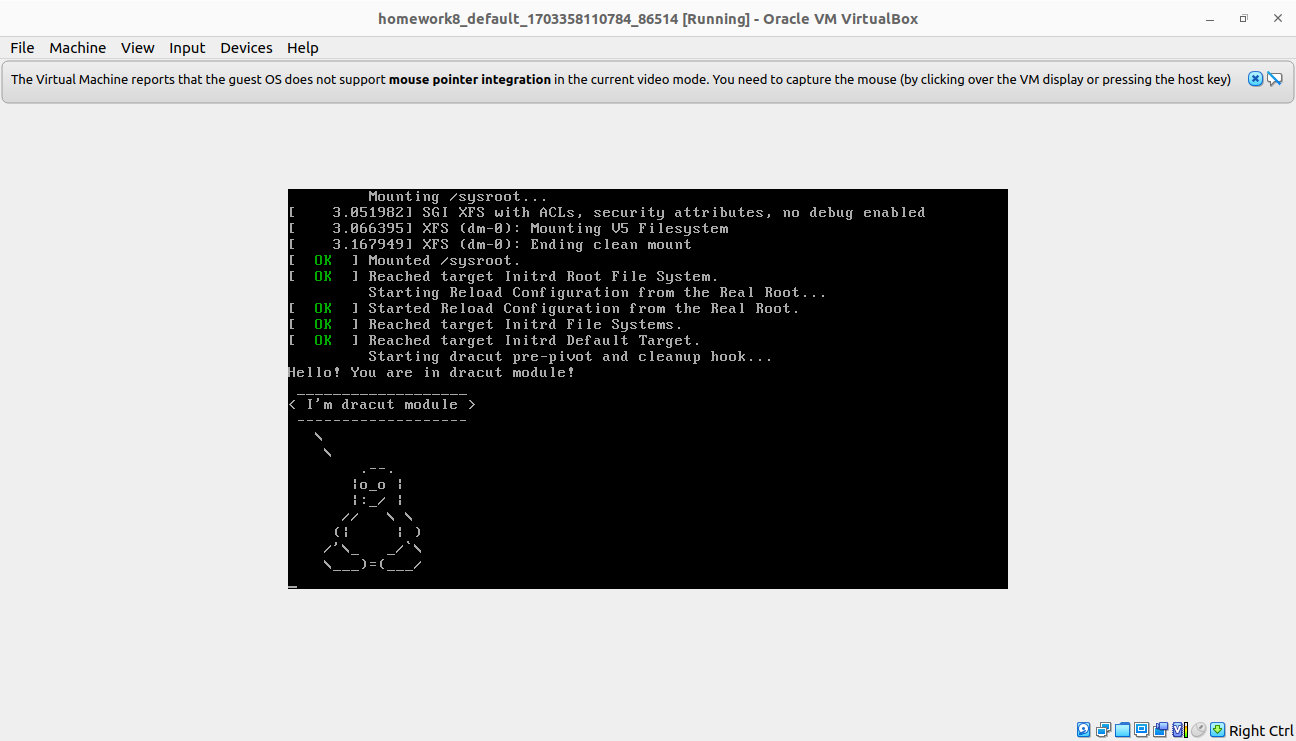 homework8_default_1703358110784_86514 [Running] - Oracle VM VirtualBox
File Machine View Input Devices Help
The Virtual Machine reports that the guest OS does not support mouse pointer integration in the current video mode. You need to capture the mouse (by clicking over the VM display or pressing the host key)
         Mounting /sysroot...
[    3.051982] SGI XFS with ACLs, security attributes, no debug enabled
[    3.066395] XFS (dm-0): Mounting V5 Filesystem
[    3.167949] XFS (dm-0): Ending clean mount
[  OK  ] Mounted /sysroot.
[  OK  ] Reached target Initrd Root File System.
         Starting Reload Configuration from the Real Root...
[  OK  ] Started Reload Configuration from the Real Root.
[  OK  ] Reached target Initrd File Systems.
[  OK  ] Reached target Initrd Default Target.
         Starting dracut pre-pivot and cleanup hook...
Hello! You are in dracut module!
 ___________________
< I'm dracut module >
 -------------------
   \
    \
        .--.
       |o_o |
       |:_/ |
      //   \ \
     (|     | )
    /'\_   _/`\
    \___)=(___/
_
Right Ctrl